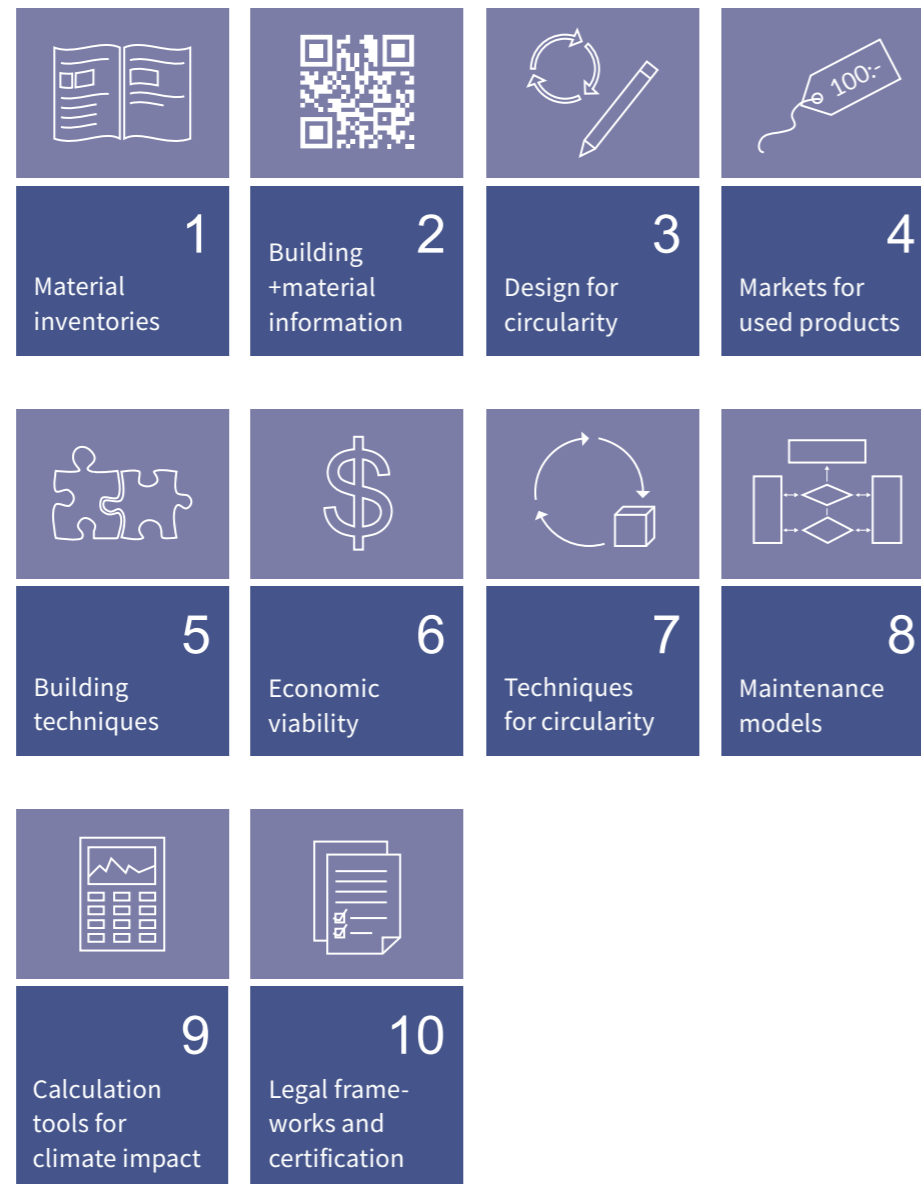 100:-
1
Material
inventories
2
Building
+material
information
3
Design for
circularity
4
Markets for
used products
5
Building
techniques
6
Economic
viability
7
Techniques
for circularity
8
Maintenance
models
9
Calculation
tools for
climate impact
10
Legal frame-
works and
certification